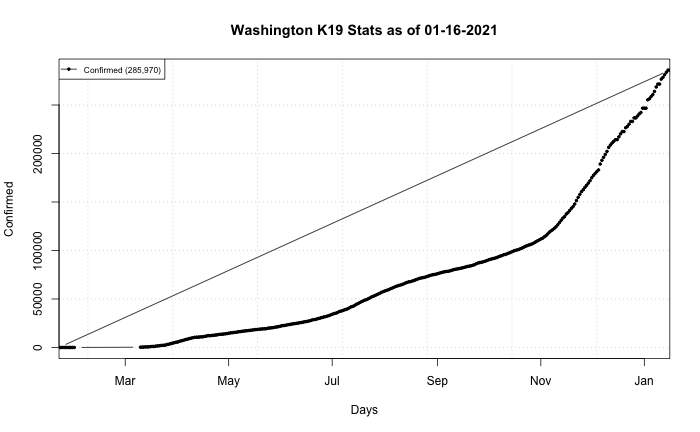 Washington K19 Stats as of 01-16-2021
Confirmed (285,970)
Confirmed
200000
100000
50000
0
Mar May Jul Sep Nov Jan
Days